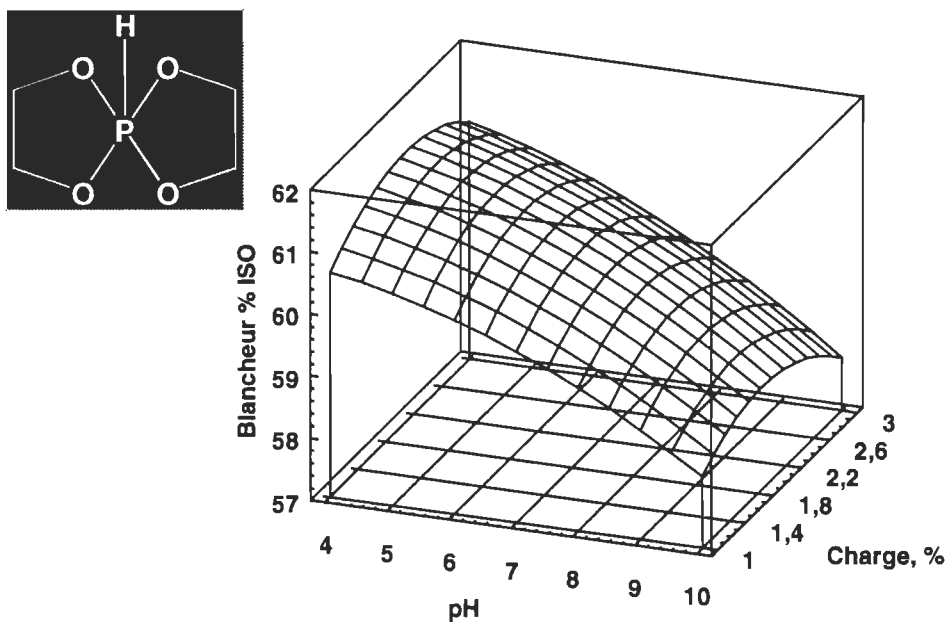 H
O O
P
O O
Blancheur % ISO
62
61
60
59
58
57
4 5 6 7 8 9 10
pH
1 1,4 1,8 2,2 2,6 3
Charge, %